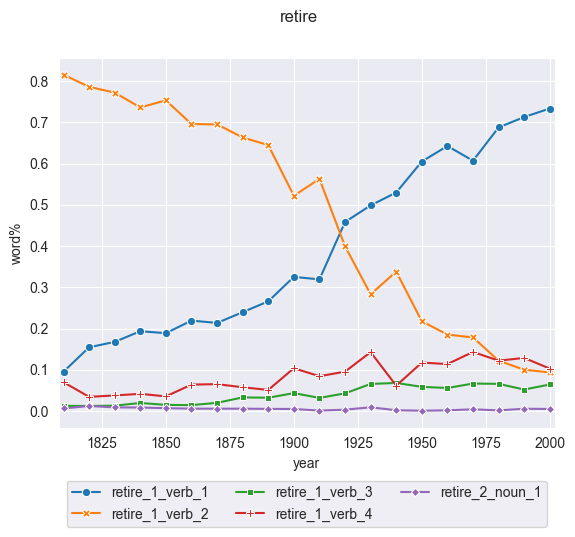 retire
0.8
0.7
0.6
0.5
0.4
0.3
0.2
0.1
0.0
word%
1825 1850 1875 1900 1925 1950 1975 2000
year
retire_1_verb_1 retire_1_verb_3 retire_2_noun_1
retire_1_verb_2 retire_1_verb_4